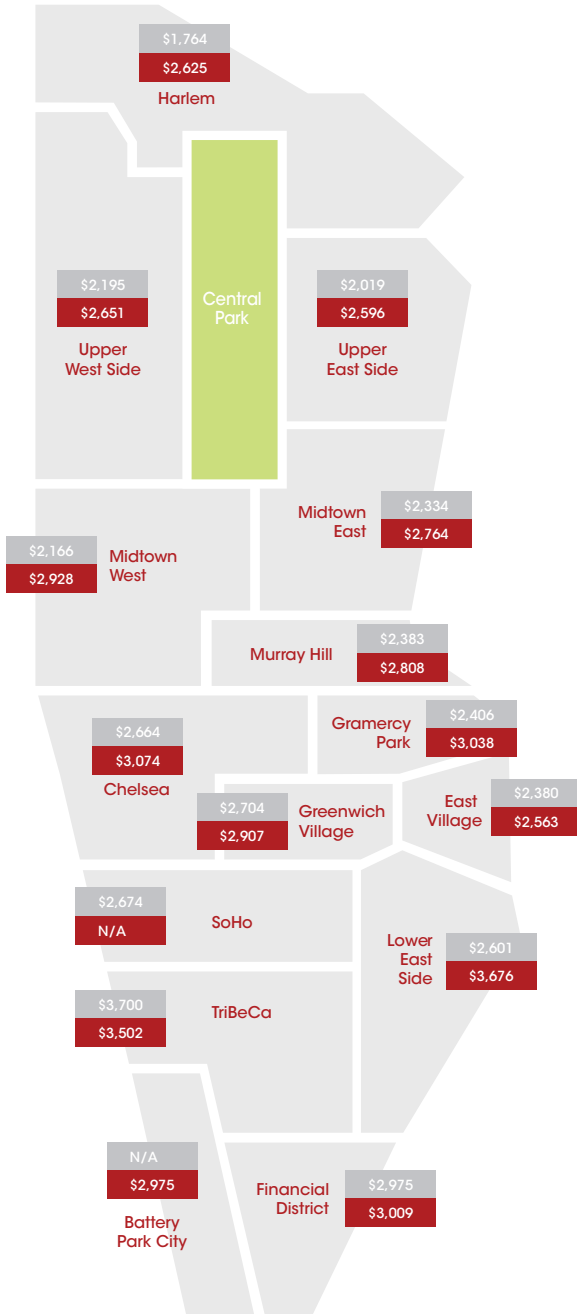 $1,764
$2,625
Harlem
$2,195
$2,651
Upper
West Side
Central
Park
$2,019
$2,596
Upper
East Side
Midtown
East
$2,334
$2,764
$2,166
$2,928
Midtown
West
Murray Hill
$2,383
$2,808
$2,664
$3,074
Chelsea
Gramercy
Park
$2,406
$3,038
$2,704
$2,907
Greenwich
Village
East
Village
$2,380
$2,563
$2,674
N/A
SoHo
Lower
East
Side
$2,601
$3,676
$3,700
$3,502
TriBeCa
N/A
$2,975
Battery
Park City
Financial
District
$2,975
$3,009